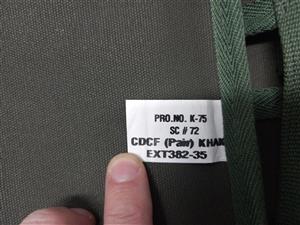 PRO.NO. K-75
SC # 72
CDCF (Pair) KHAKI
EXT382-35